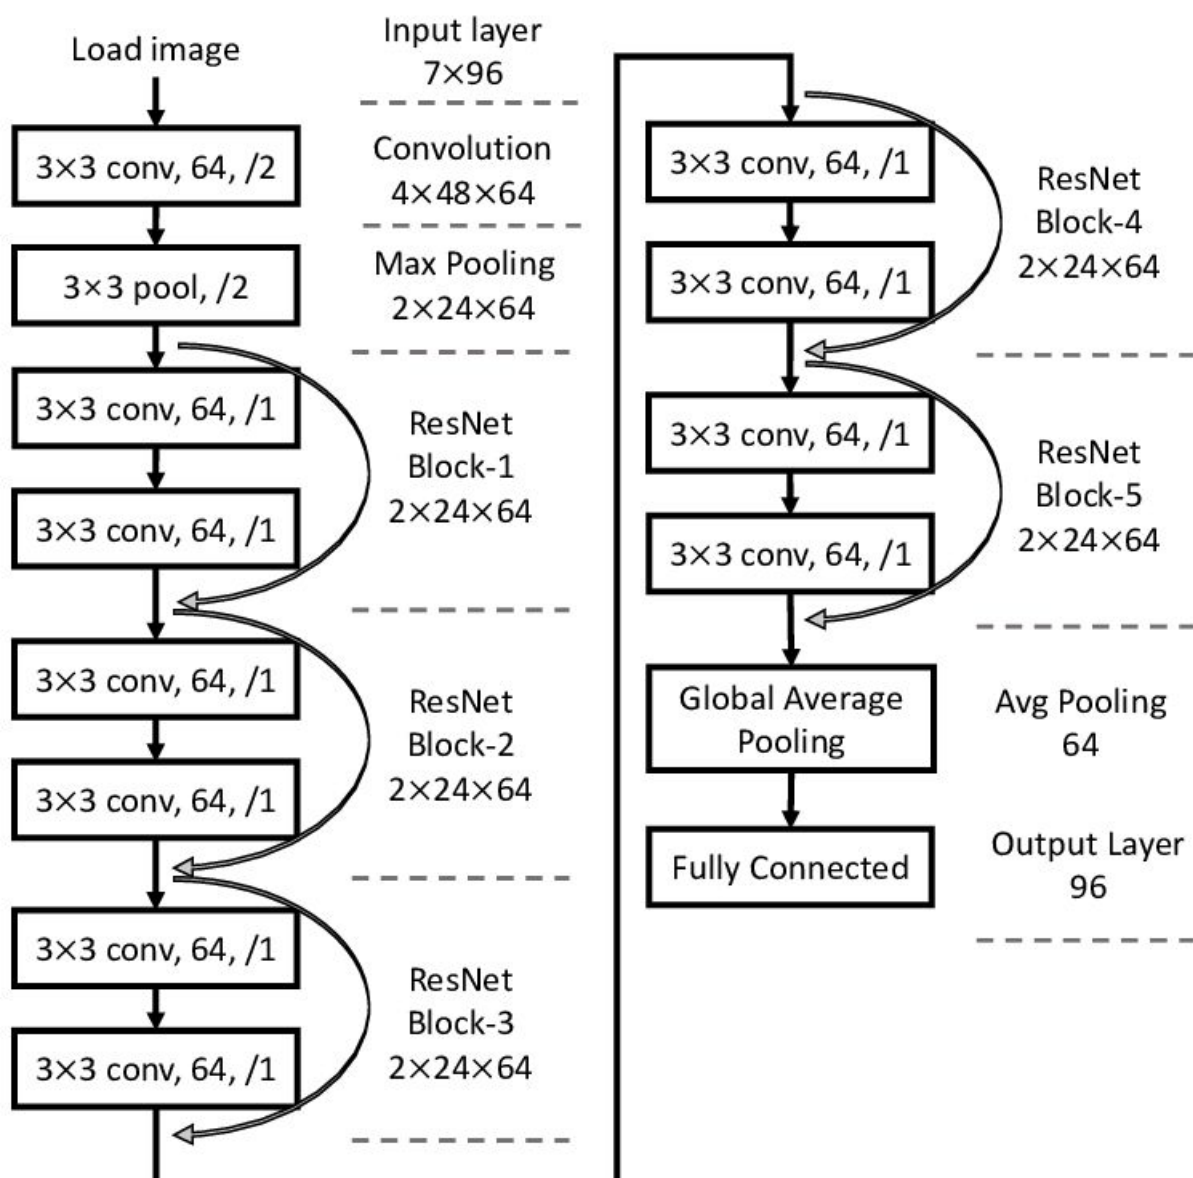 Load image
Input layer
7×96
3×3 conv, 64, /2
Convolution
4×48×64
3×3 pool, /2
Max Pooling
2×24×64
3×3 conv, 64, /1
3×3 conv, 64, /1
ResNet
Block-1
2×24×64
3×3 conv, 64, /1
3×3 conv, 64, /1
ResNet
Block-2
2×24×64
3×3 conv, 64, /1
3×3 conv, 64, /1
ResNet
Block-3
2×24×64
3×3 conv, 64, /1
3×3 conv, 64, /1
ResNet
Block-4
2×24×64
3×3 conv, 64, /1
3×3 conv, 64, /1
ResNet
Block-5
2×24×64
Global Average
Pooling
Avg Pooling
64
Fully Connected
Output Layer
96